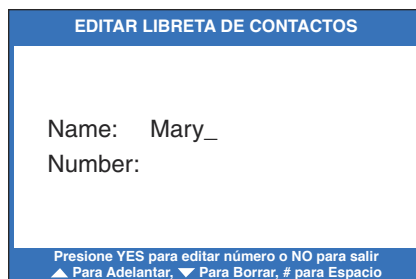 EDITAR LIBRETA DE CONTACTOS
Name: Mary_
Number:
Presione YES para editar número o NO para salir
▲ Para Adelantar, ▼ Para Borrar, # para Espacio